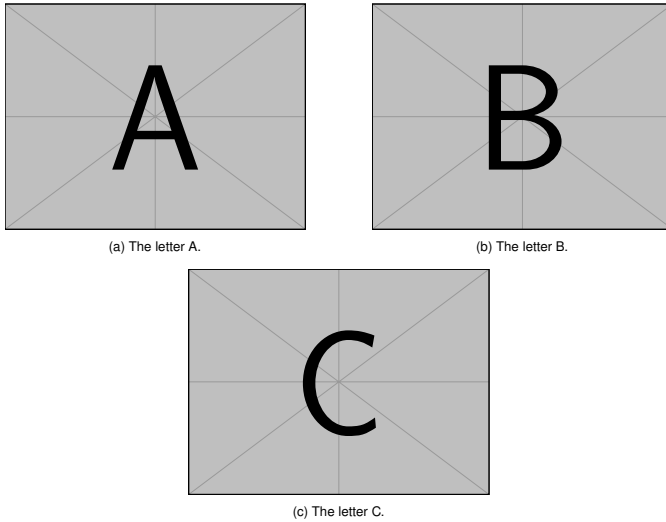 A
B
(a) The letter A.
(b) The letter B.
C
(c) The letter C.